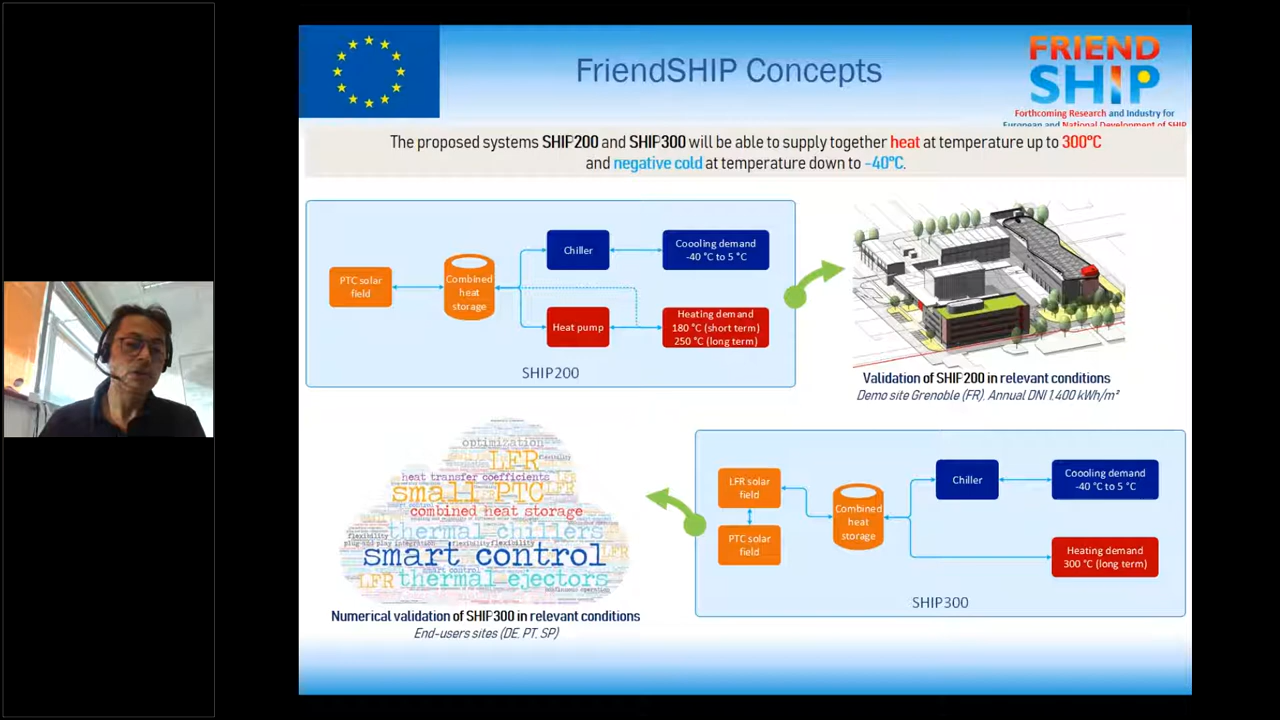 FriendSHIP Concepts
FRIEND
SHIP
Forthcoming Research and Industry for
European and National Development of SHIP
The proposed systems SHIP200 and SHIP300 will be able to supply together heat at temperature up to 300°C
and negative cold at temperature down to -40°C.
PTC solar
field
Combined
heat
storage
Chiller
Coooling demand
-40 °C to 5 °C
Heat pump
Heating demand
180 °C (short term)
250 °C (long term)
SHIP200
Validation of SHIP200 in relevant conditions
Demo site Grenoble (FR). Annual DNI 1,400 kWh/m²
optimization
LFR
heat transfer coefficients
small PTC
combined heat storage
thermal chillers
flexibility
smart control
LFR thermal ejectors
Numerical validation of SHIP300 in relevant conditions
End-users sites (DE, PT, SP)
LFR solar
field
PTC solar
field
Combined
heat
storage
Chiller
Coooling demand
-40 °C to 5 °C
Heating demand
300 °C (long term)
SHIP300